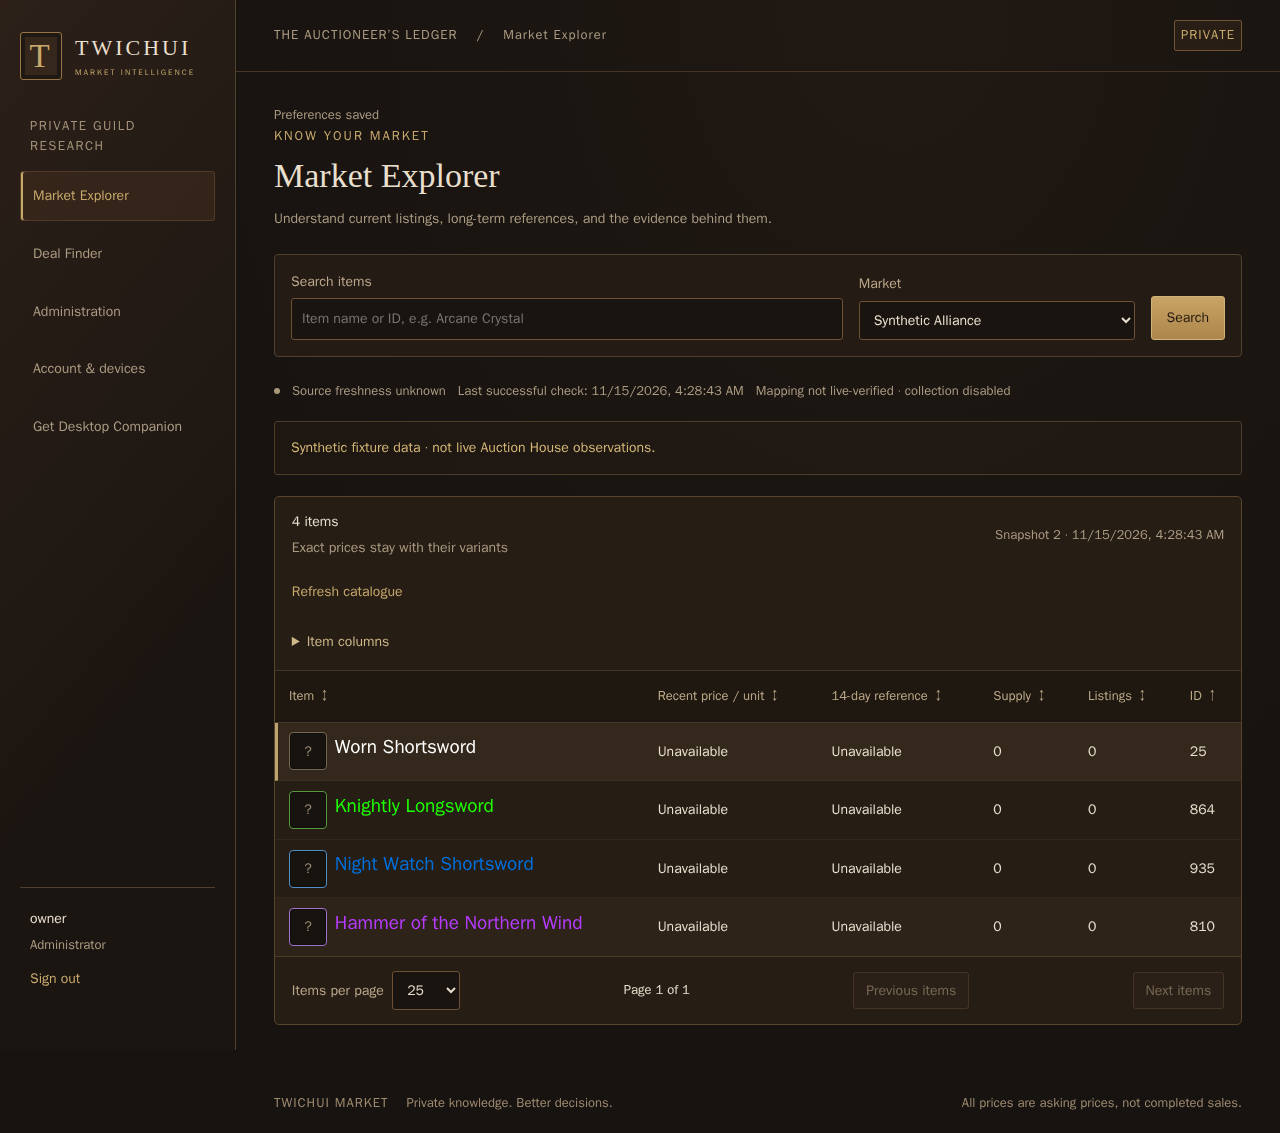 T
TWICHUI
MARKET INTELLIGENCE
PRIVATE GUILD
RESEARCH
Market Explorer
Deal Finder
Administration
Account & devices
Get Desktop Companion
owner
Administrator
Sign out
THE AUCTIONEER'S LEDGER / Market Explorer
PRIVATE
Preferences saved
KNOW YOUR MARKET
Market Explorer
Understand current listings, long-term references, and the evidence behind them.
Search items
Item name or ID, e.g. Arcane Crystal
Market
Synthetic Alliance
Search
Source freshness unknown Last successful check: 11/15/2026, 4:28:43 AM Mapping not live-verified · collection disabled
Synthetic fixture data · not live Auction House observations.
4 items
Exact prices stay with their variants
Snapshot 2 · 11/15/2026, 4:28:43 AM
Refresh catalogue
▶ Item columns
Item ↕ Recent price / unit ↕ 14-day reference ↕ Supply ↕ Listings ↕ ID ↑
? Worn Shortsword Unavailable Unavailable 0 0 25
? Knightly Longsword Unavailable Unavailable 0 0 864
? Night Watch Shortsword Unavailable Unavailable 0 0 935
? Hammer of the Northern Wind Unavailable Unavailable 0 0 810
Items per page 25 Page 1 of 1 Previous items Next items
TWICHUI MARKET Private knowledge. Better decisions. All prices are asking prices, not completed sales.